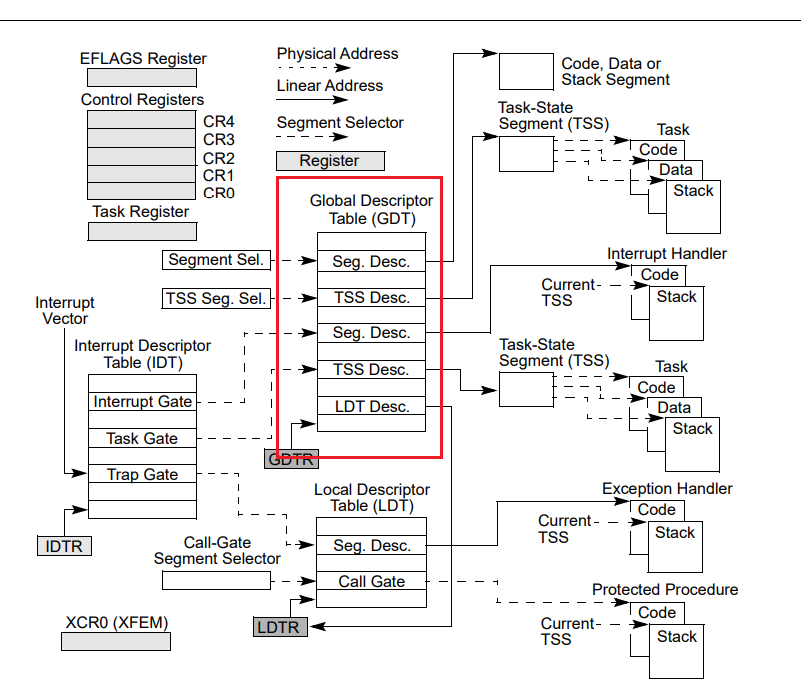 EFLAGS Register
Control Registers
CR4
CR3
CR2
CR1
CR0
Task Register
Physical Address
Linear Address
Segment Selector
Register
Code, Data or
Stack Segment
Task-State
Segment (TSS)
Task
Code
Data
Stack
Global Descriptor
Table (GDT)
Segment Sel.
Seg. Desc.
TSS Seg. Sel.
TSS Desc.
Seg. Desc.
TSS Desc.
LDT Desc.
GDTR
Interrupt Handler
Code
Stack
Current
TSS
Interrupt
Vector
Interrupt Descriptor
Table (IDT)
Interrupt Gate
Task Gate
Trap Gate
IDTR
Task-State
Segment (TSS)
Task
Code
Data
Stack
Local Descriptor
Table (LDT)
Seg. Desc.
Call Gate
LDTR
Call-Gate
Segment Selector
Exception Handler
Code
Stack
Current
TSS
Protected Procedure
Code
Stack
Current
TSS
XCR0 (XFEM)